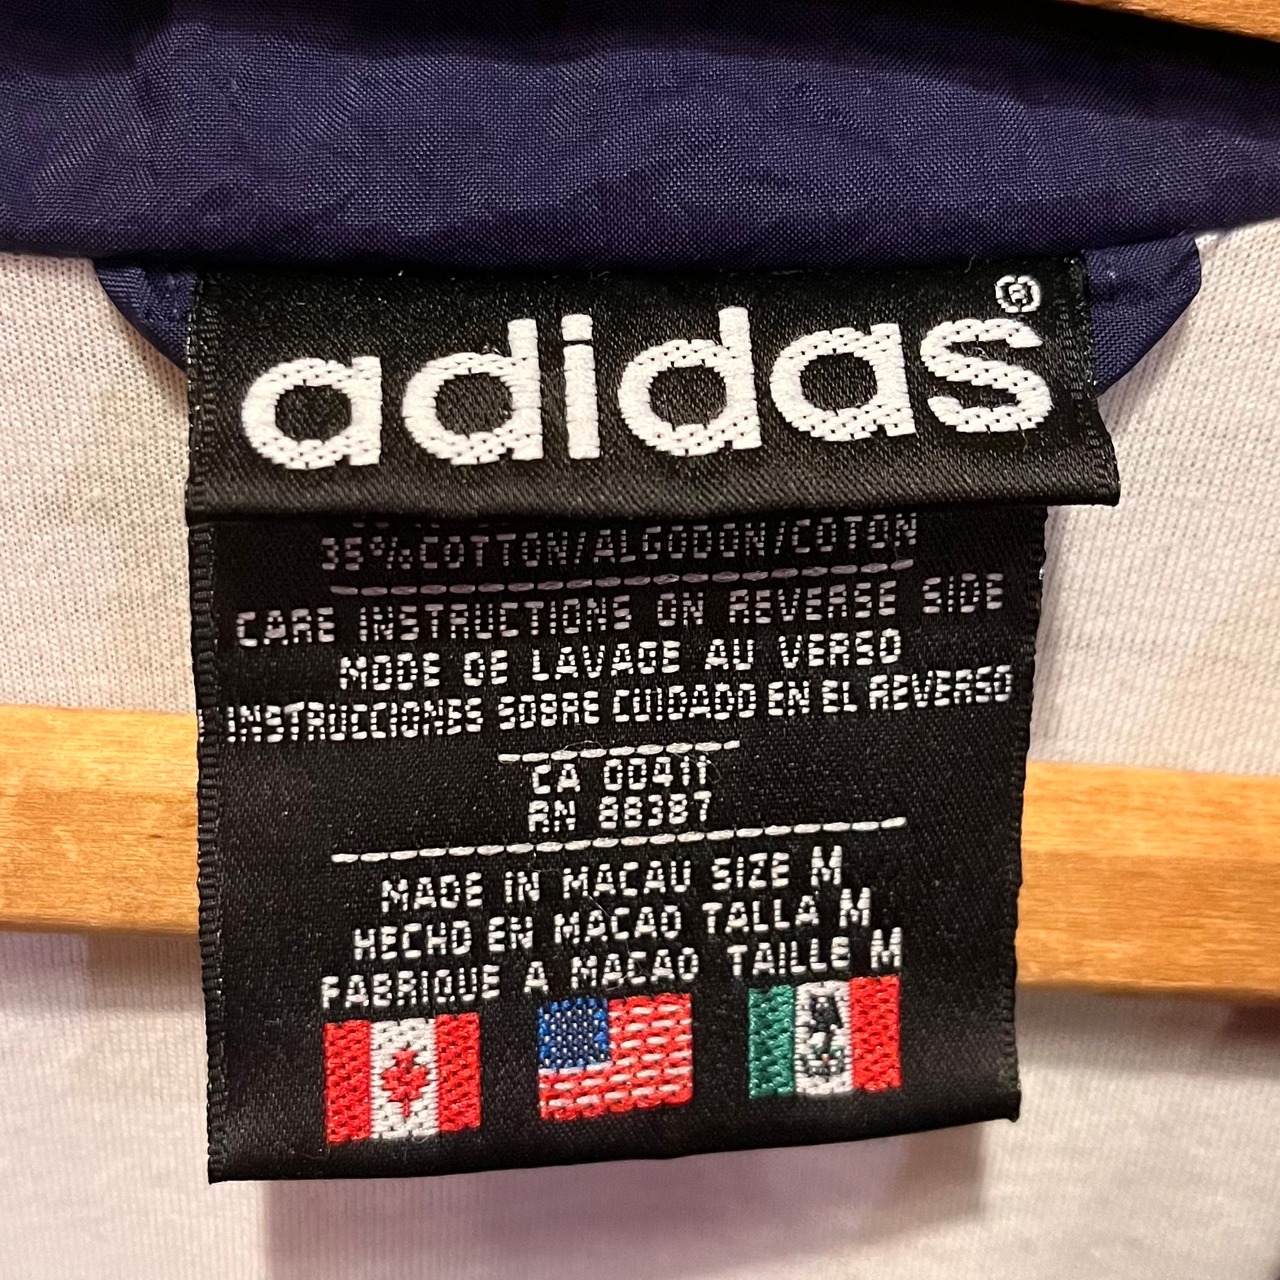 adidas®
35% COTTON/ALGODON/COTON
CARE INSTRUCTIONS ON REVERSE SIDE
MODE DE LAVAGE AU VERSO
INSTRUCCIONES SOBRE CUIDADO EN EL REVERSO
CA 00411
RN 88387
MADE IN MACAU SIZE M
HECHO EN MACAO TALLA M
FABRIQUE A MACAO TAILLE M